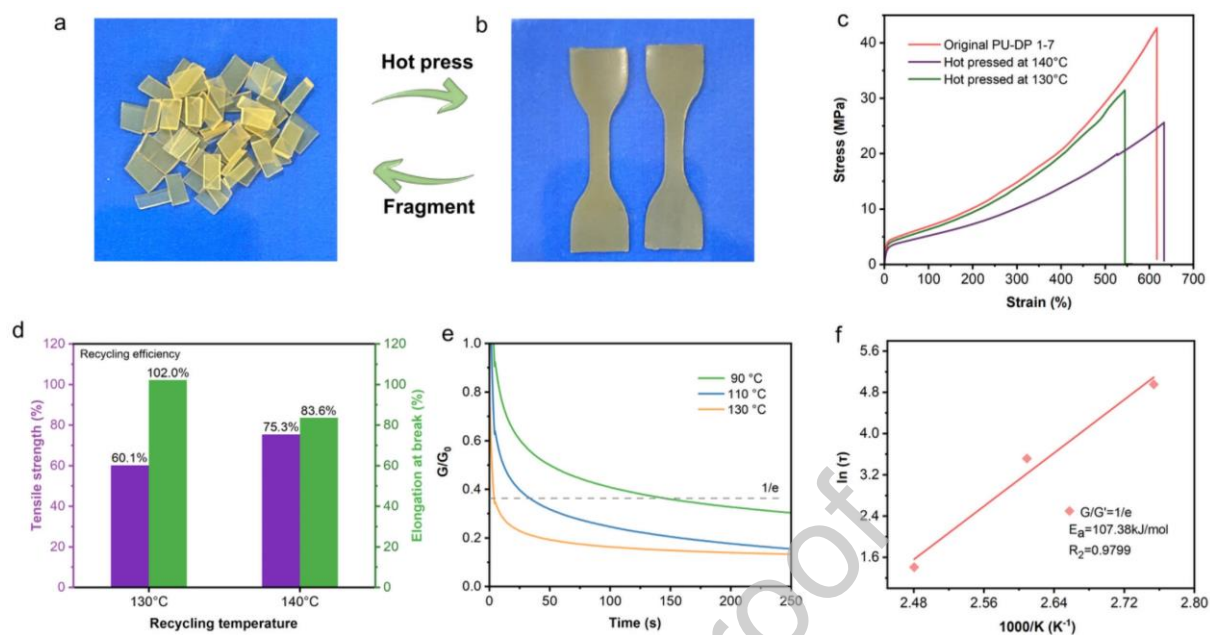 a
Hot press
Fragment
b
c
Original PU-DP 1-7
Hot pressed at 140°C
Hot pressed at 130°C
Stress (MPa)
40
30
20
10
0
0 100 200 300 400 500 600 700
Strain (%)
d
Recycling efficiency
Tensile strength (%)
120
100
80
60
40
20
0
60.1%
102.0%
75.3%
83.6%
120
100
80
60
40
20
0
Elongation at break (%)
130°C 140°C
Recycling temperature
e
90 °C
110 °C
130 °C
1/e
G/G0
1.0
0.8
0.6
0.4
0.2
0.0
0 50 100 150 200 250
Time (s)
f
ln (τ)
5.6
4.8
4.0
3.2
2.4
1.6
G/G'=1/e
Ea=107.38kJ/mol
R2=0.9799
2.48 2.56 2.64 2.72 2.80
1000/K (K-1)
proof